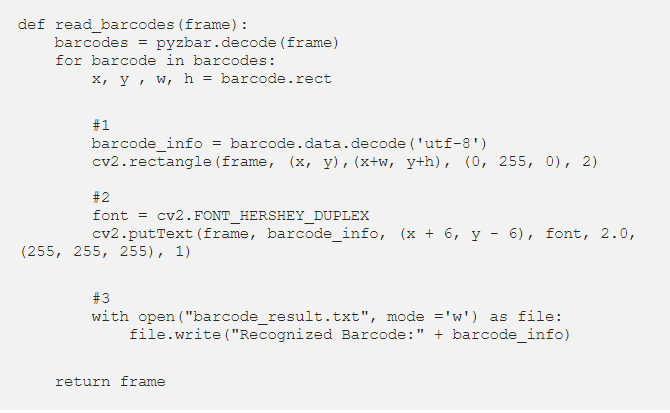 def read_barcodes(frame):
    barcodes = pyzbar.decode(frame)
    for barcode in barcodes:
        x, y , w, h = barcode.rect
        #1
        barcode_info = barcode.data.decode('utf-8')
        cv2.rectangle(frame, (x, y),(x+w, y+h), (0, 255, 0), 2)
        #2
        font = cv2.FONT_HERSHEY_DUPLEX
        cv2.putText(frame, barcode_info, (x + 6, y - 6), font, 2.0,
(255, 255, 255), 1)
        #3
        with open("barcode_result.txt", mode ='w') as file:
            file.write("Recognized Barcode:" + barcode_info)
    return frame